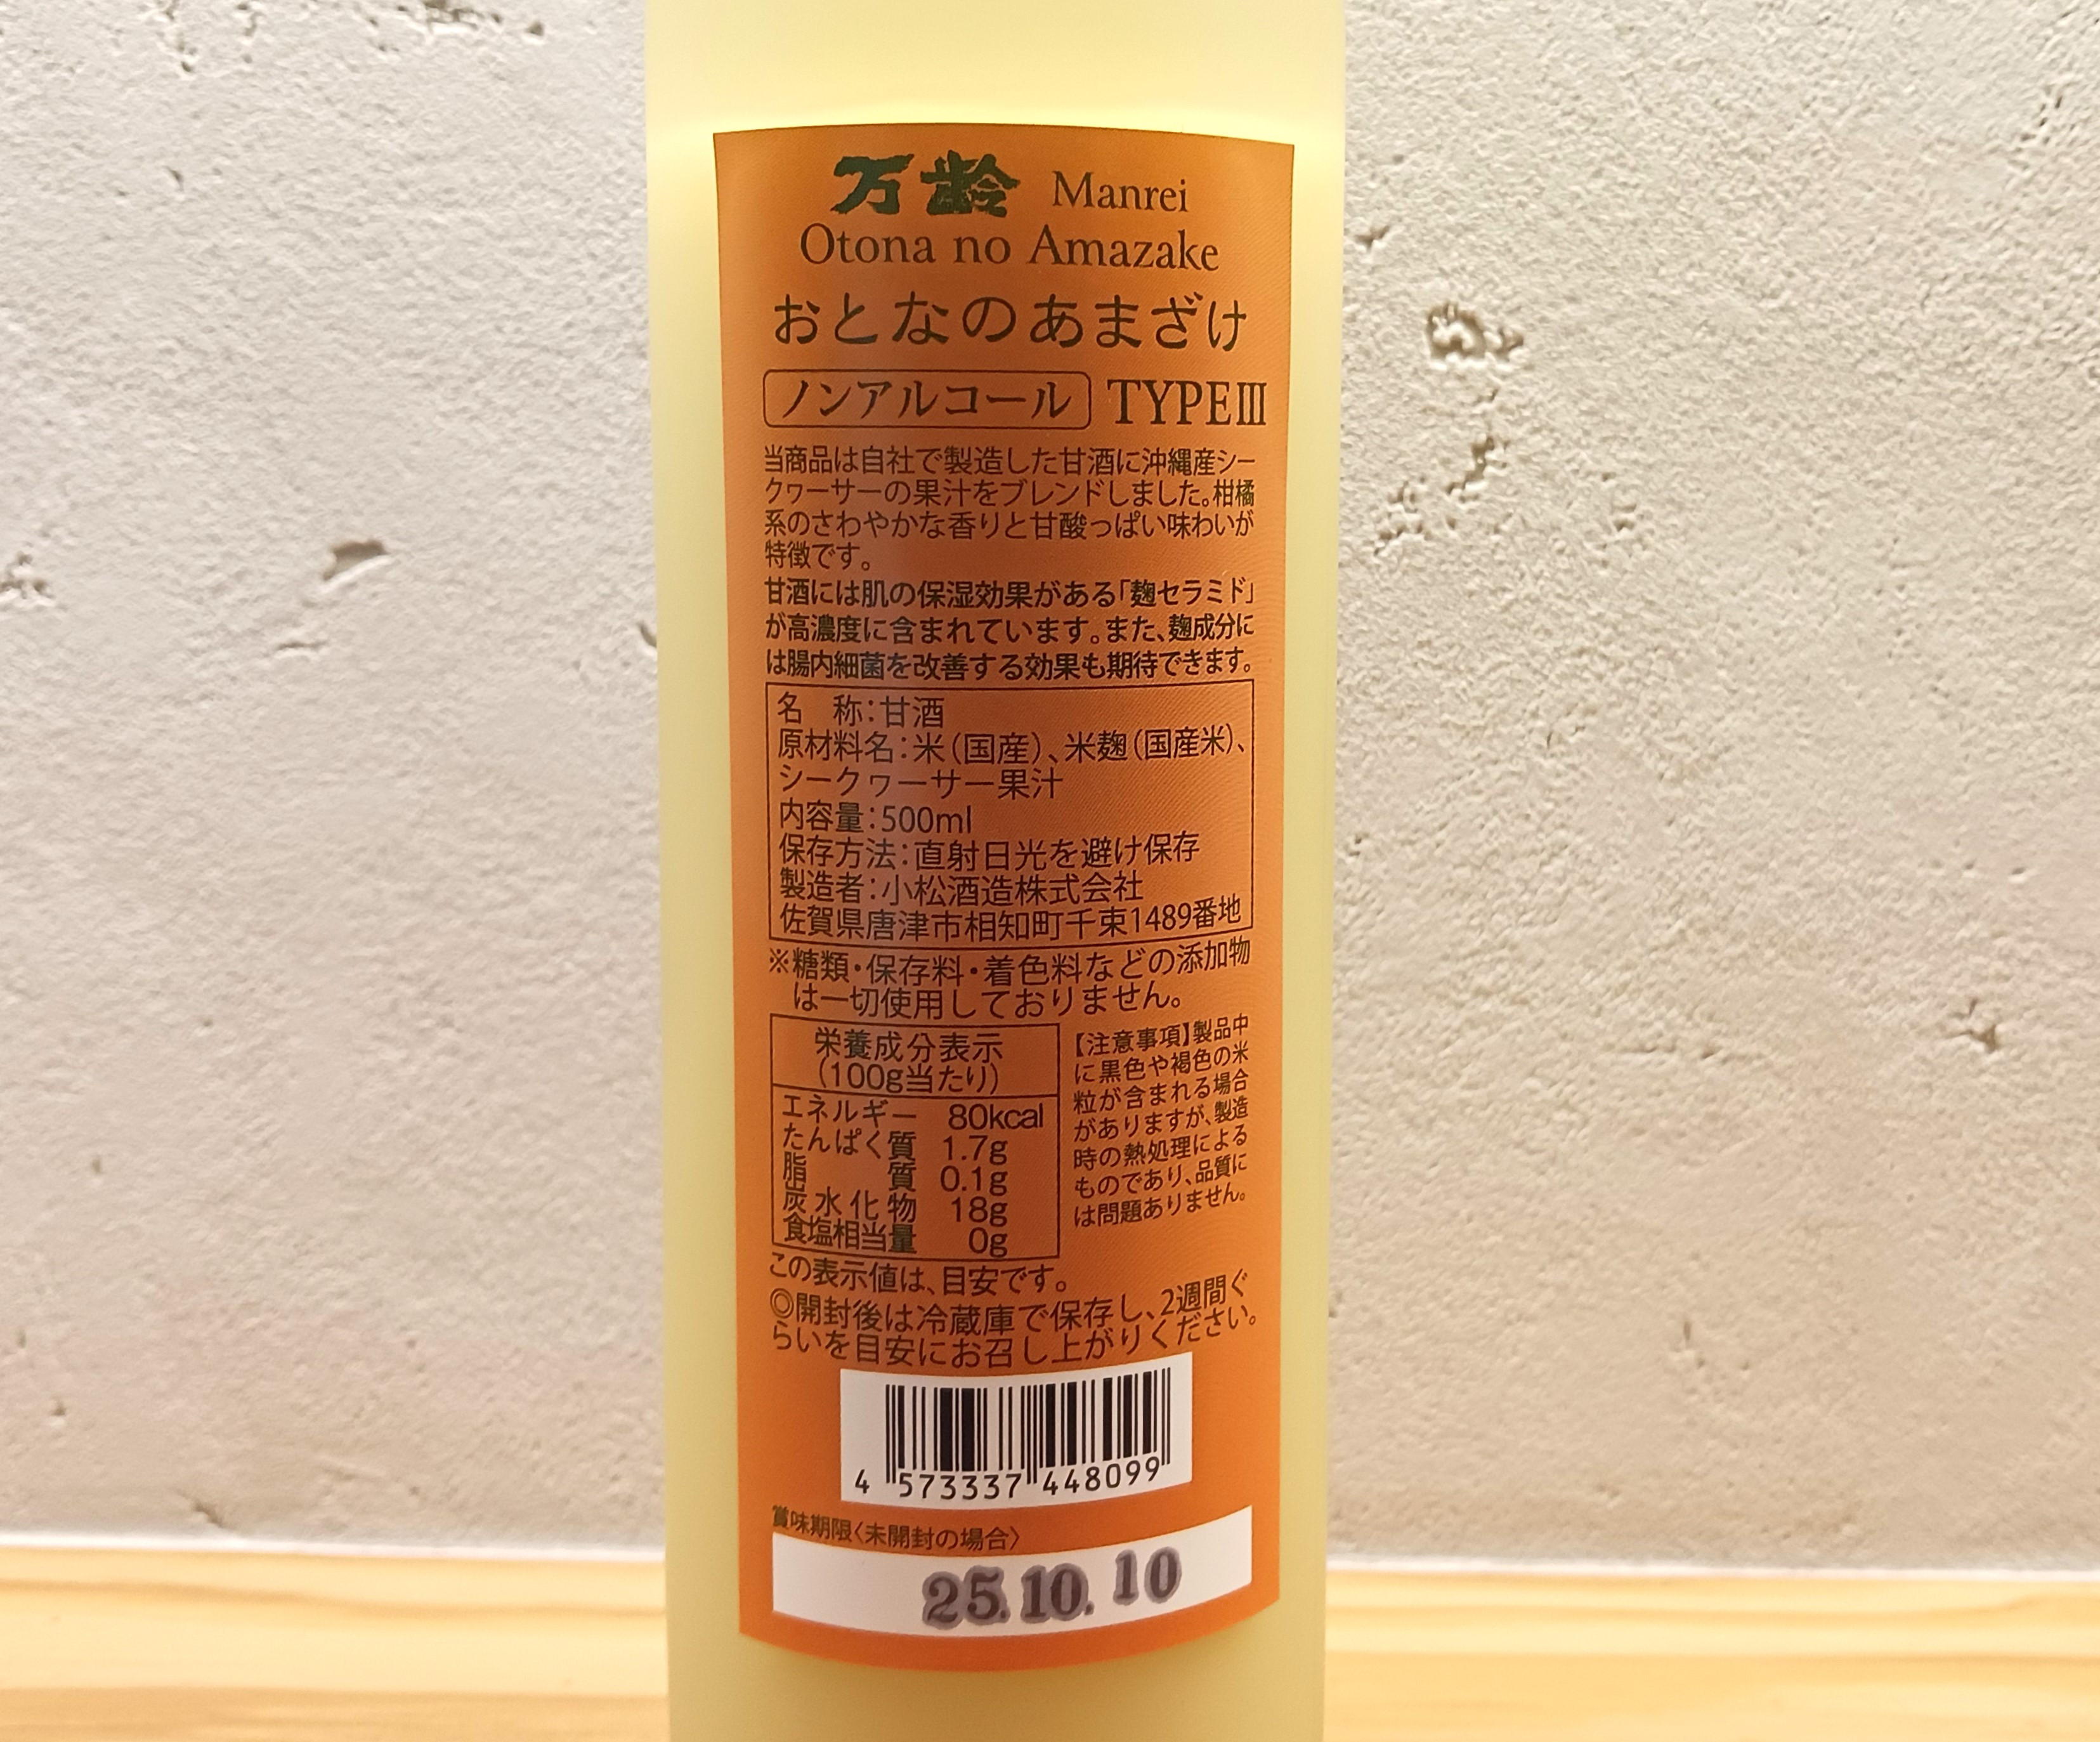 万齢 Manrei
Otona no Amazake
おとなのあまざけ
ノンアルコール TYPEⅢ
当商品は自社で製造した甘酒に沖縄産シー
クヮーサーの果汁をブレンドしました。柑橘
系のさわやかな香りと甘酸っぱい味わいが
特徴です。
甘酒には肌の保湿効果がある「麹セラミド」
が高濃度に含まれています。また、麹成分に
は腸内細菌を改善する効果も期待できます。
名　称：甘酒
原材料名：米（国産）、米麹（国産米）、
シークヮーサー果汁
内容量：500ml
保存方法：直射日光を避け保存
製造者：小松酒造株式会社
佐賀県唐津市相知町千束1489番地
※糖類・保存料・着色料などの添加物
は一切使用しておりません。
栄養成分表示
（100g当たり）
エネルギー 80kcal
たんぱく質 1.7g
脂質 0.1g
炭水化物 18g
食塩相当量 0g
【注意事項】製品中
に黒色や褐色の米
粒が含まれる場合
がありますが、製造
時の熱処理による
ものであり、品質に
は問題ありません。
この表示値は、目安です。
◎開封後は冷蔵庫で保存し、2週間ぐ
らいを目安にお召し上がりください。
4 573337 448099
賞味期限〈未開封の場合〉
25.10.10